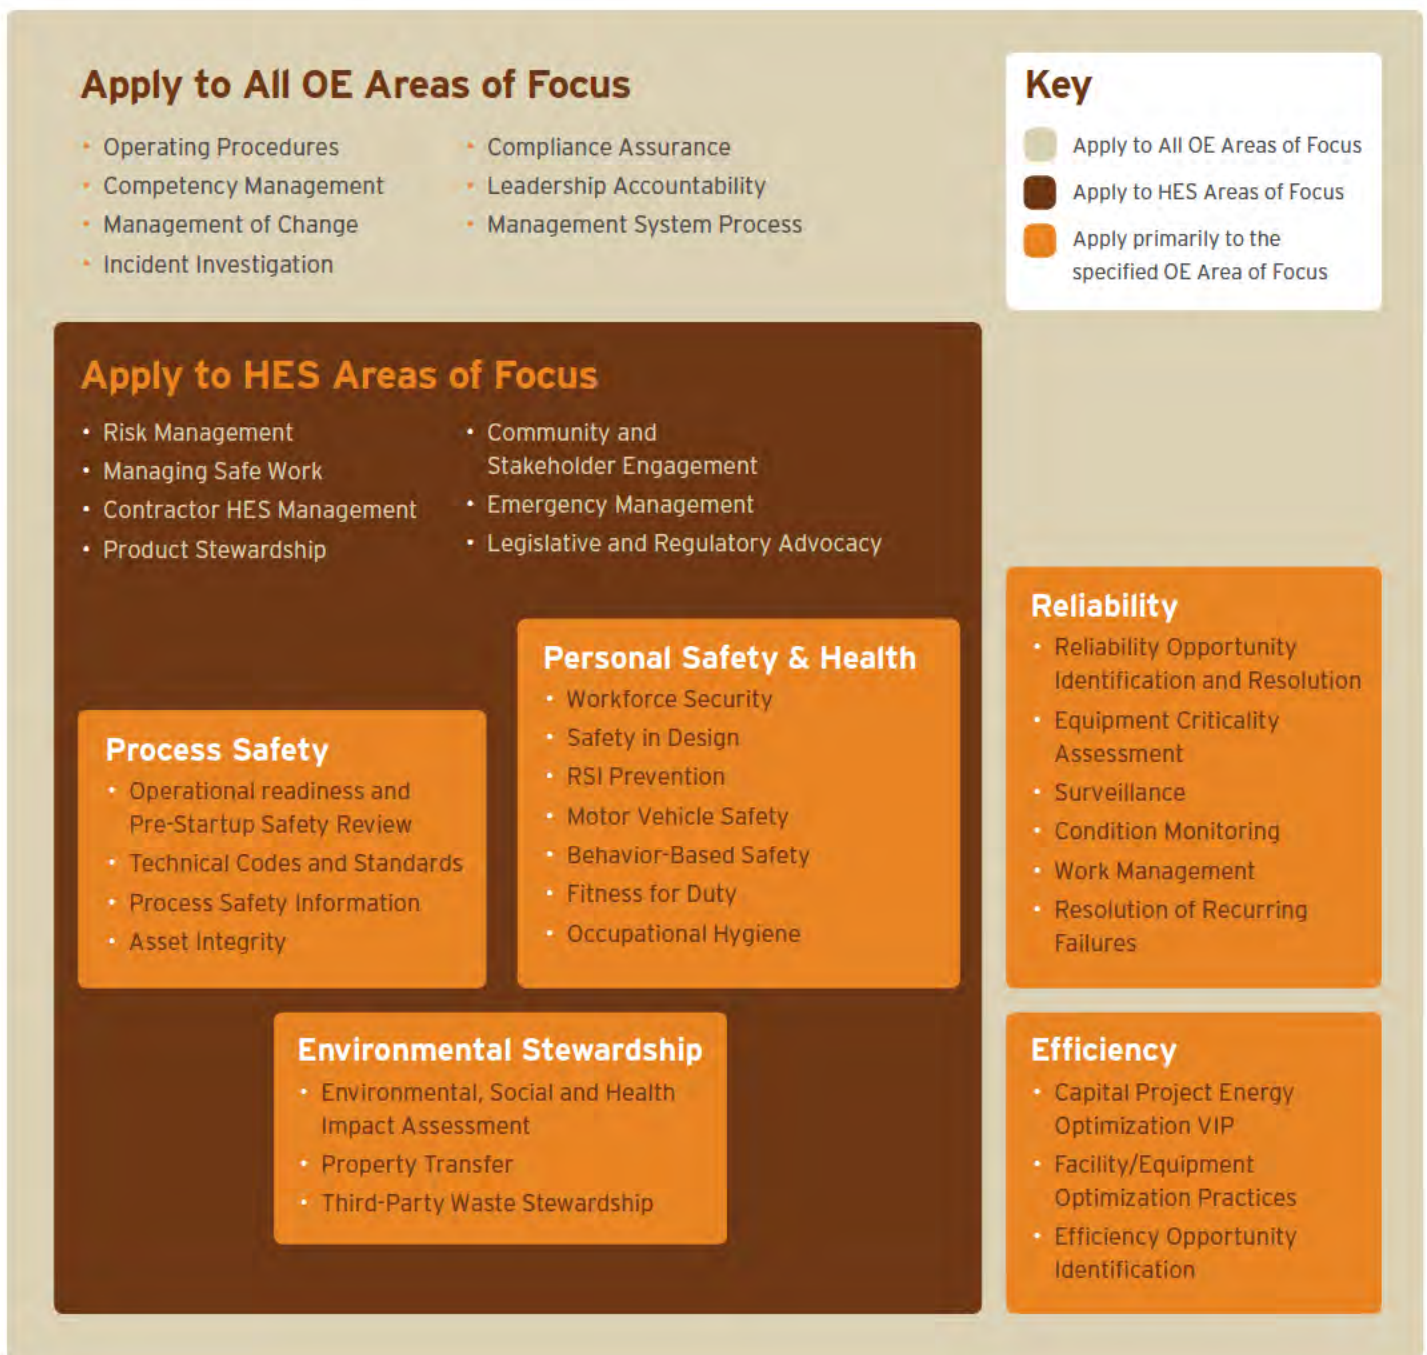 Apply to All OE Areas of Focus
• Operating Procedures
• Competency Management
• Management of Change
• Incident Investigation
• Compliance Assurance
• Leadership Accountability
• Management System Process
Key
Apply to All OE Areas of Focus
Apply to HES Areas of Focus
Apply primarily to the
specified OE Area of Focus
Apply to HES Areas of Focus
• Risk Management
• Managing Safe Work
• Contractor HES Management
• Product Stewardship
• Community and
Stakeholder Engagement
• Emergency Management
• Legislative and Regulatory Advocacy
Process Safety
• Operational readiness and
Pre-Startup Safety Review
• Technical Codes and Standards
• Process Safety Information
• Asset Integrity
Personal Safety & Health
• Workforce Security
• Safety in Design
• RSI Prevention
• Motor Vehicle Safety
• Behavior-Based Safety
• Fitness for Duty
• Occupational Hygiene
Reliability
• Reliability Opportunity
Identification and Resolution
• Equipment Criticality
Assessment
• Surveillance
• Condition Monitoring
• Work Management
• Resolution of Recurring
Failures
Environmental Stewardship
• Environmental, Social and Health
Impact Assessment
• Property Transfer
• Third-Party Waste Stewardship
Efficiency
• Capital Project Energy
Optimization VIP
• Facility/Equipment
Optimization Practices
• Efficiency Opportunity
Identification